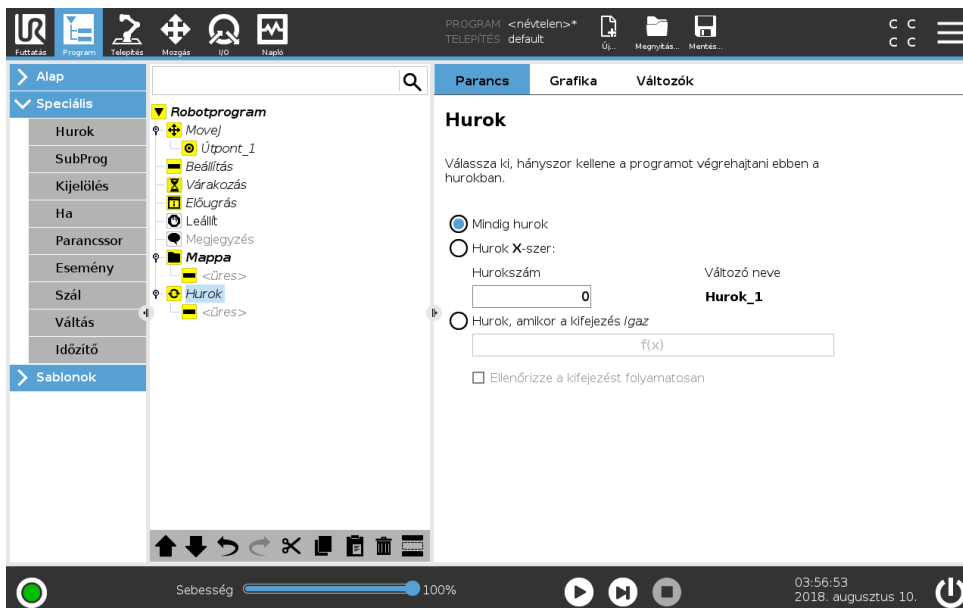 UR
Futtatás Program Telepítés Mozgás I/O Napló
PROGRAM <névtelen>*
TELEPÍTÉS default
Új... Megnyitás... Mentés...
C C
C C
Alap
Speciális
Hurok
SubProg
Kijelölés
Ha
Parancssor
Esemény
Szál
Váltás
Időzítő
Sablonok
Robotprogram
MoveJ
Útpont_1
Beállítás
Várakozás
Előugrás
Leállít
Megjegyzés
Mappa
<üres>
Hurok
<üres>
Parancs Grafika Változók
Hurok
Válassza ki, hányszor kellene a programot végrehajtani ebben a
hurokban.
Mindig hurok
Hurok X-szer:
Hurokszám Változó neve
0 Hurok_1
Hurok, amikor a kifejezés Igaz
f(x)
Ellenőrizze a kifejezést folyamatosan
Sebesség 100%
03:56:53
2018. augusztus 10.